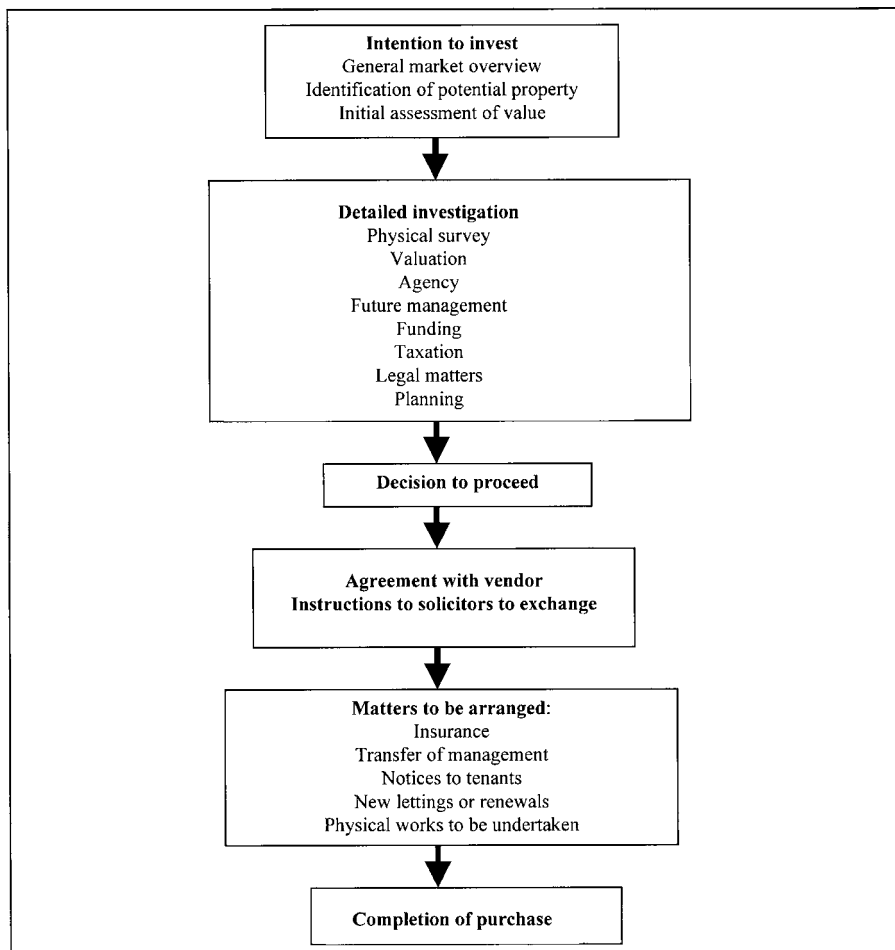 Intention to invest
General market overview
Identification of potential property
Initial assessment of value
Detailed investigation
Physical survey
Valuation
Agency
Future management
Funding
Taxation
Legal matters
Planning
Decision to proceed
Agreement with vendor
Instructions to solicitors to exchange
Matters to be arranged:
Insurance
Transfer of management
Notices to tenants
New lettings or renewals
Physical works to be undertaken
Completion of purchase